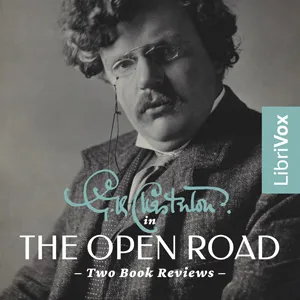 LibriVox
G. K. Chesterton
in
THE OPEN ROAD
– Two Book Reviews –